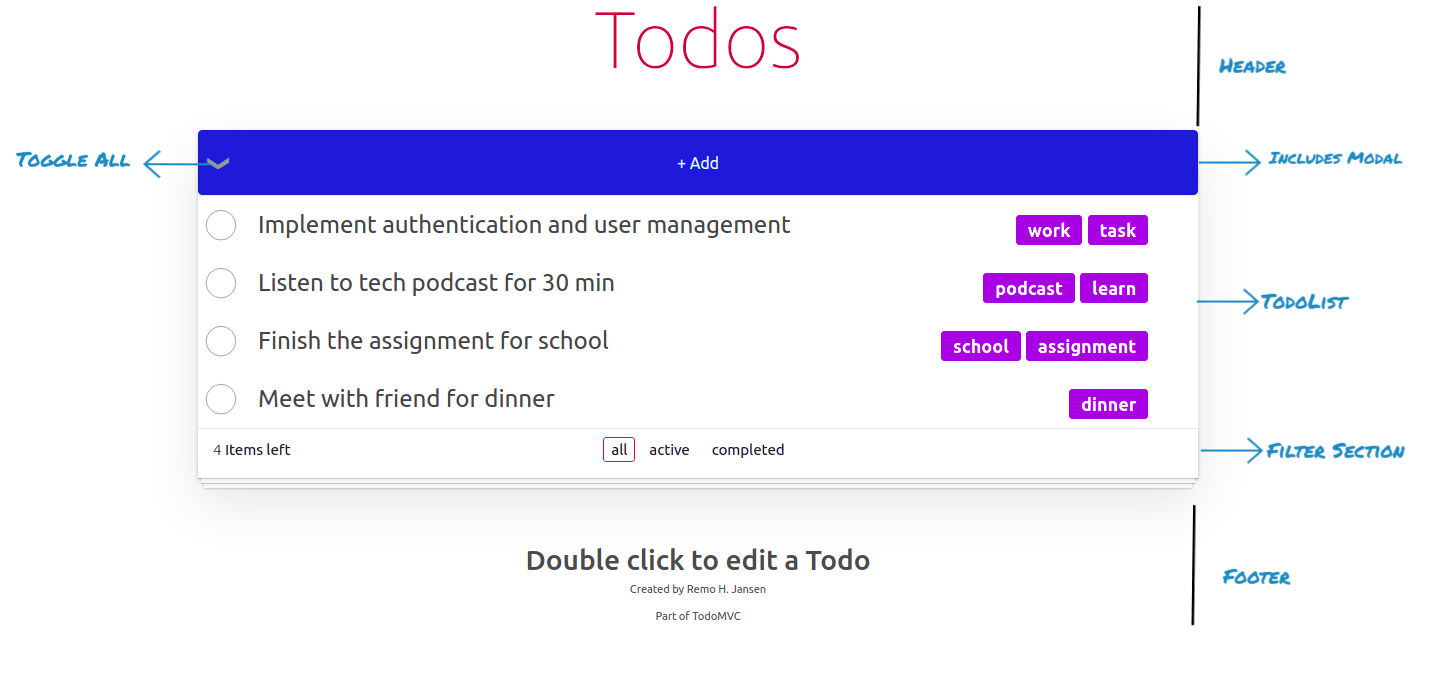 Todos
Header
Toggle All
+ Add
Includes Modal
Implement authentication and user management
work task
Listen to tech podcast for 30 min
podcast learn
TodoList
Finish the assignment for school
school assignment
Meet with friend for dinner
dinner
4 Items left
all active completed
Filter Section
Double click to edit a Todo
Created by Remo H. Jansen
Part of TodoMVC
Footer